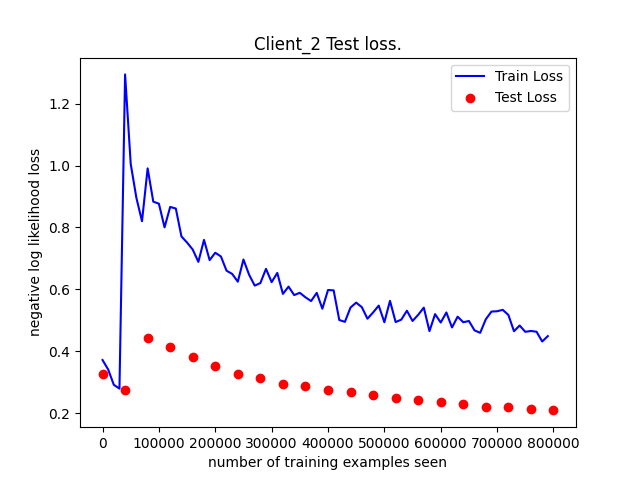 Client_2 Test loss.
Train Loss
Test Loss
negative log likelihood loss
1.2
1.0
0.8
0.6
0.4
0.2
0 100000 200000 300000 400000 500000 600000 700000 800000
number of training examples seen